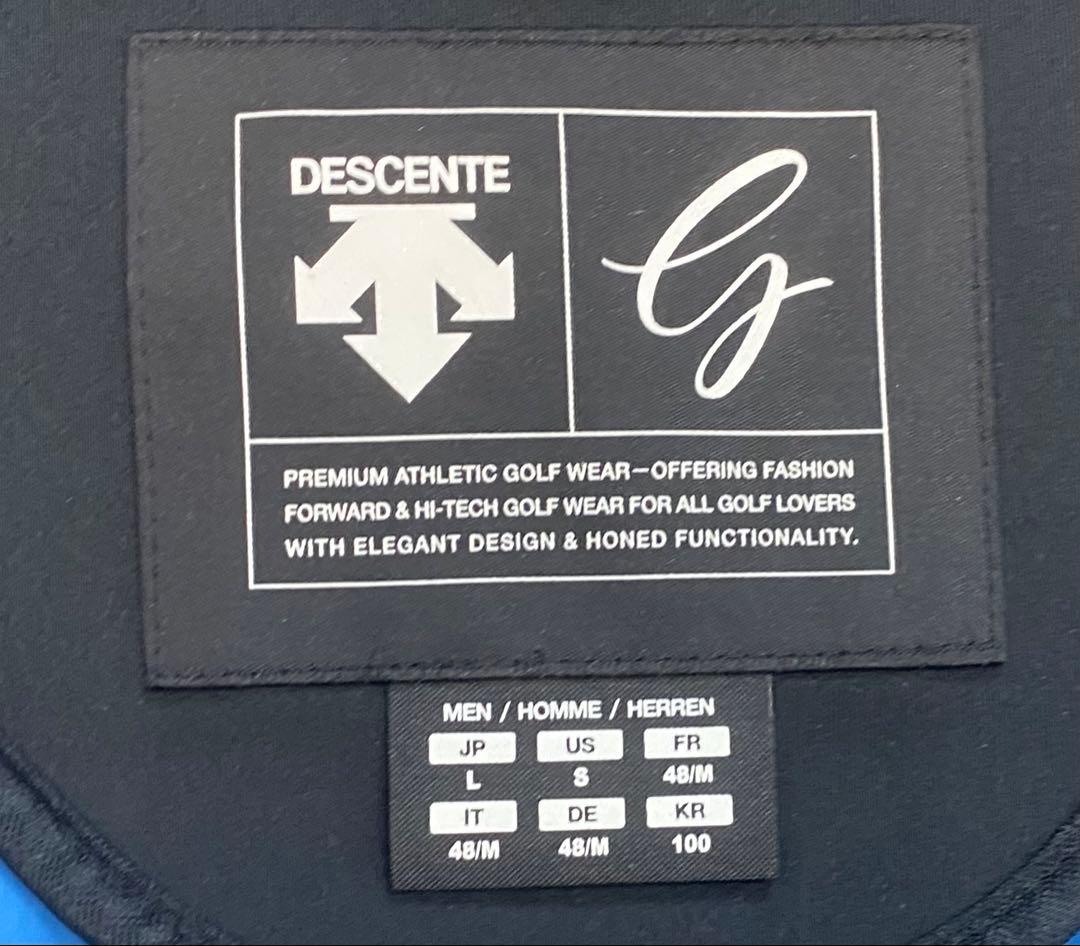 DESCENTE
G
PREMIUM ATHLETIC GOLF WEAR—OFFERING FASHION
FORWARD & HI-TECH GOLF WEAR FOR ALL GOLF LOVERS
WITH ELEGANT DESIGN & HONED FUNCTIONALITY.
MEN / HOMME / HERREN
JP US FR
L S 48/M
IT DE KR
48/M 48/M 100